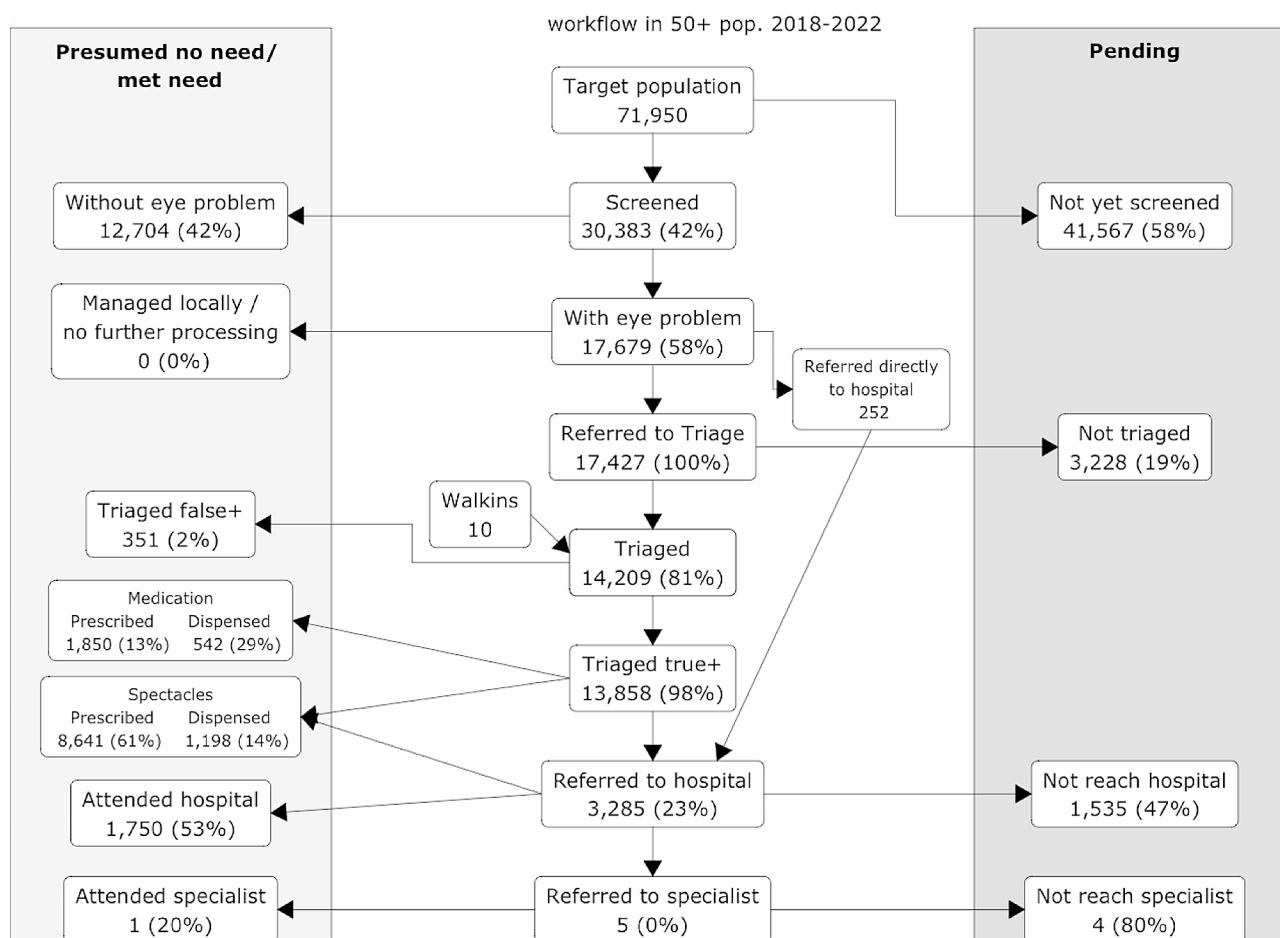 workflow in 50+ pop. 2018-2022
Presumed no need/
met need
Pending
Target population
71,950
Without eye problem
12,704 (42%)
Screened
30,383 (42%)
Not yet screened
41,567 (58%)
Managed locally /
no further processing
0 (0%)
With eye problem
17,679 (58%)
Referred directly
to hospital
252
Referred to Triage
17,427 (100%)
Not triaged
3,228 (19%)
Walkins
10
Triaged false+
351 (2%)
Triaged
14,209 (81%)
Medication
Prescribed Dispensed
1,850 (13%) 542 (29%)
Triaged true+
13,858 (98%)
Spectacles
Prescribed Dispensed
8,641 (61%) 1,198 (14%)
Attended hospital
1,750 (53%)
Referred to hospital
3,285 (23%)
Not reach hospital
1,535 (47%)
Attended specialist
1 (20%)
Referred to specialist
5 (0%)
Not reach specialist
4 (80%)